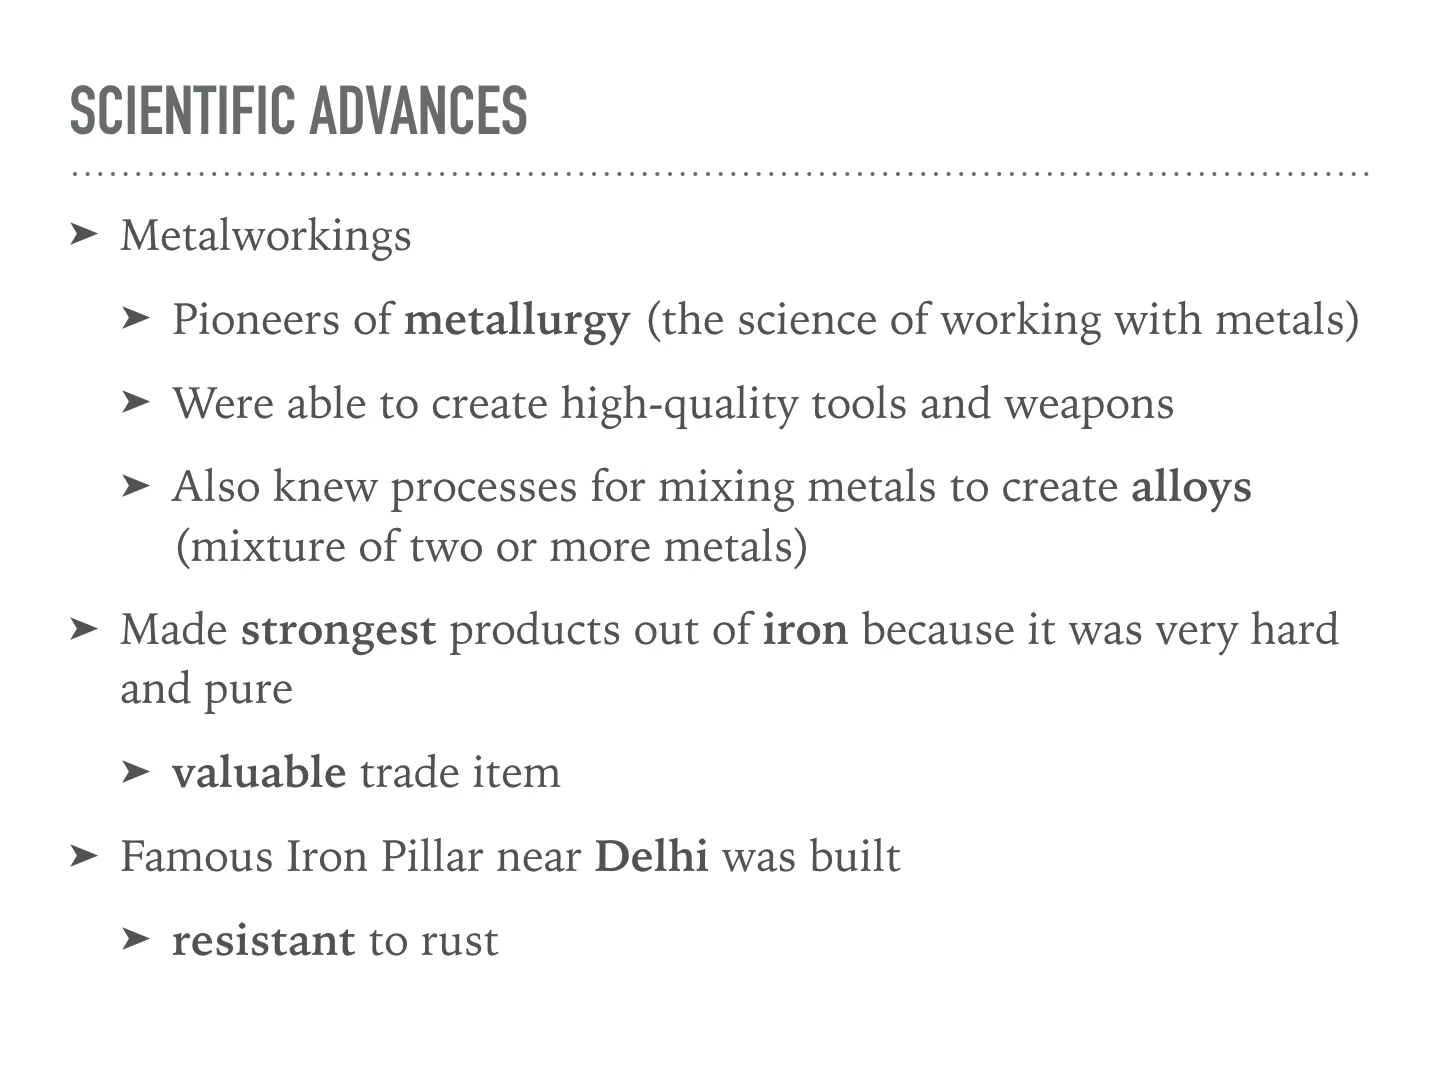 SCIENTIFIC ADVANCES
➤ Metalworkings
➤ Pioneers of metallurgy (the science of working with metals)
➤ Were able to create high-quality tools and weapons
➤ Also knew processes for mixing metals to create alloys
(mixture of two or more metals)
➤ Made strongest products out of iron because it was very hard
and pure
➤ valuable trade item
➤ Famous Iron Pillar near Delhi was built
➤ resistant to rust